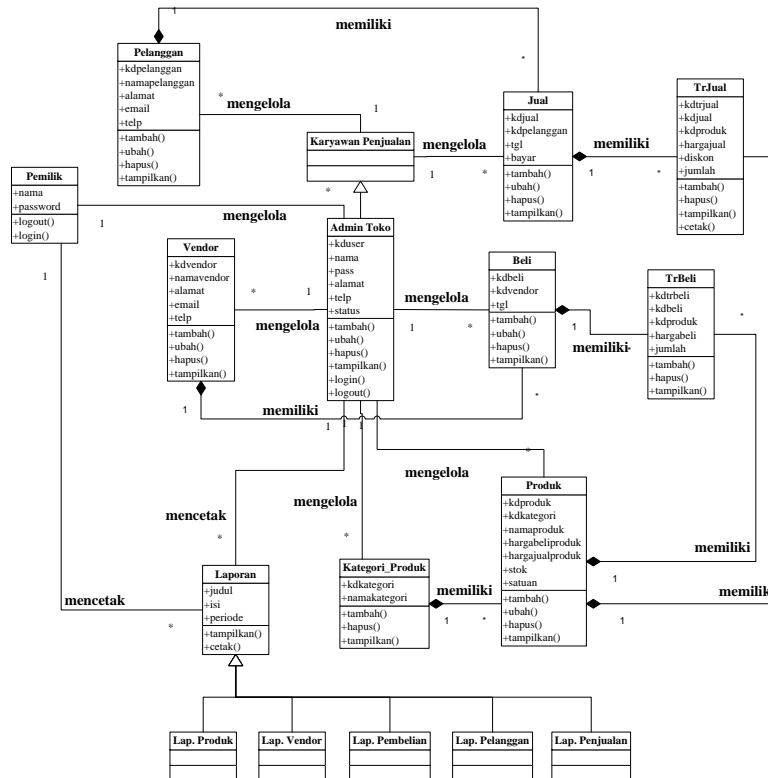 1
memiliki
*
Pelanggan
+kdpelanggan
+namapelanggan
+alamat
+email
+telp
+tambah()
+ubah()
+hapus()
+tampilkan()
*
mengelola
1
Karyawan Penjualan
1
mengelola
*
Jual
+kdjual
+kdpelanggan
+tgl
+bayar
+tambah()
+ubah()
+hapus()
+tampilkan()
1
memiliki
*
TrJual
+kdtrjual
+kdjual
+kdproduk
+hargajual
+diskon
+jumlah
+tambah()
+hapus()
+tampilkan()
+cetak()
Pemilik
+nama
+password
+logout()
+login()
1
mengelola
*
1
Admin Toko
+kduser
+nama
+pass
+alamat
+telp
+status
+tambah()
+ubah()
+hapus()
+tampilkan()
+login()
+logout()
Vendor
+kdvendor
+namavendor
+alamat
+email
+telp
+tambah()
+ubah()
+hapus()
+tampilkan()
*
mengelola
1
1
mengelola
*
Beli
+kdbeli
+kdvendor
+tgl
+tambah()
+ubah()
+hapus()
+tampilkan()
1
memiliki
*
TrBeli
+kdtrbeli
+kdbeli
+kdproduk
+hargabeli
+jumlah
+tambah()
+hapus()
+tampilkan()
*
1
memiliki
*
1
1
1
1
mengelola
*
mengelola
*
mencetak
*
Produk
+kdproduk
+kdkategori
+namaproduk
+hargabeliproduk
+hargajualproduk
+stok
+satuan
+tambah()
+ubah()
+hapus()
+tampilkan()
memiliki
1
memilik
1
Kategori_Produk
+kdkategori
+namakategori
+tambah()
+hapus()
+tampilkan()
memiliki
1
*
Laporan
+judul
+isi
+periode
+tampilkan()
+cetak()
mencetak
*
Lap. Produk
Lap. Vendor
Lap. Pembelian
Lap. Pelanggan
Lap. Penjualan